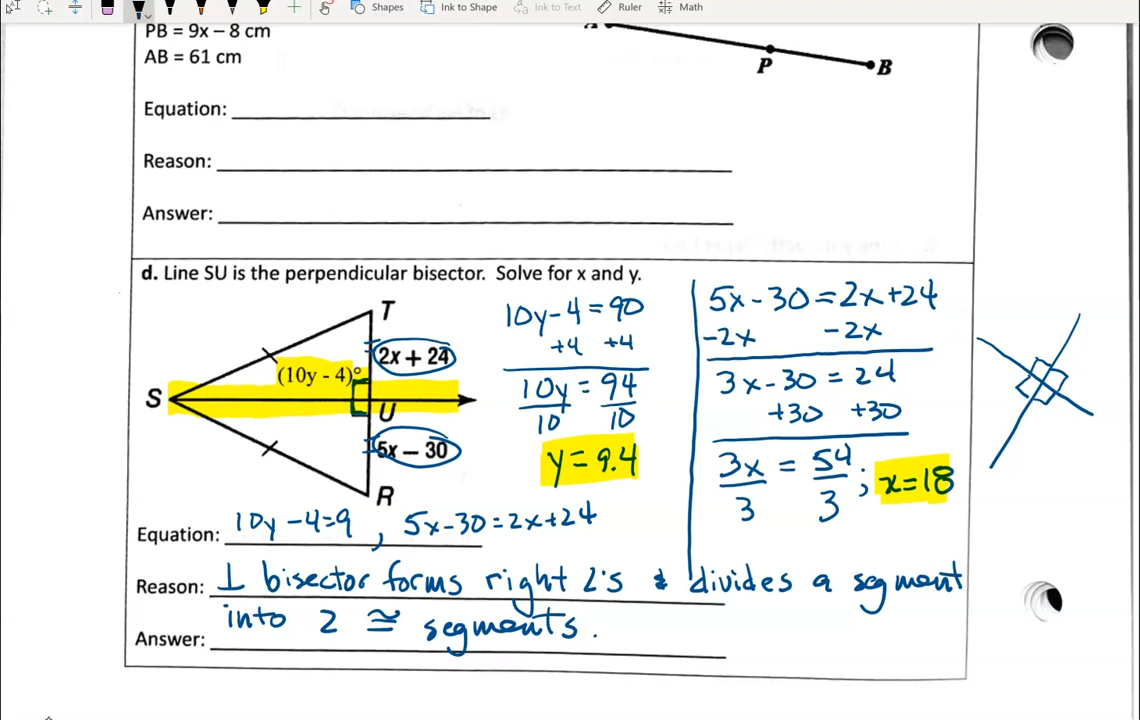 Shapes Ink to Shape Ink to Text Ruler Math
PB = 9x – 8 cm
AB = 61 cm
P B
Equation:
Reason:
Answer:
d. Line SU is the perpendicular bisector. Solve for x and y.
T
2x + 24
(10y - 4)°
S
U
5x – 30
R
10y-4=90
+4 +4
10y = 94
10 10
y=9.4
5x-30=2x+24
-2x -2x
3x-30=24
+30 +30
3x = 54 ; x=18
3 3
Equation: 10y-4=9 , 5x-30=2x+24
Reason: ⊥ bisector forms right ∠'s & divides a segment
into 2 ≅ segments.
Answer: